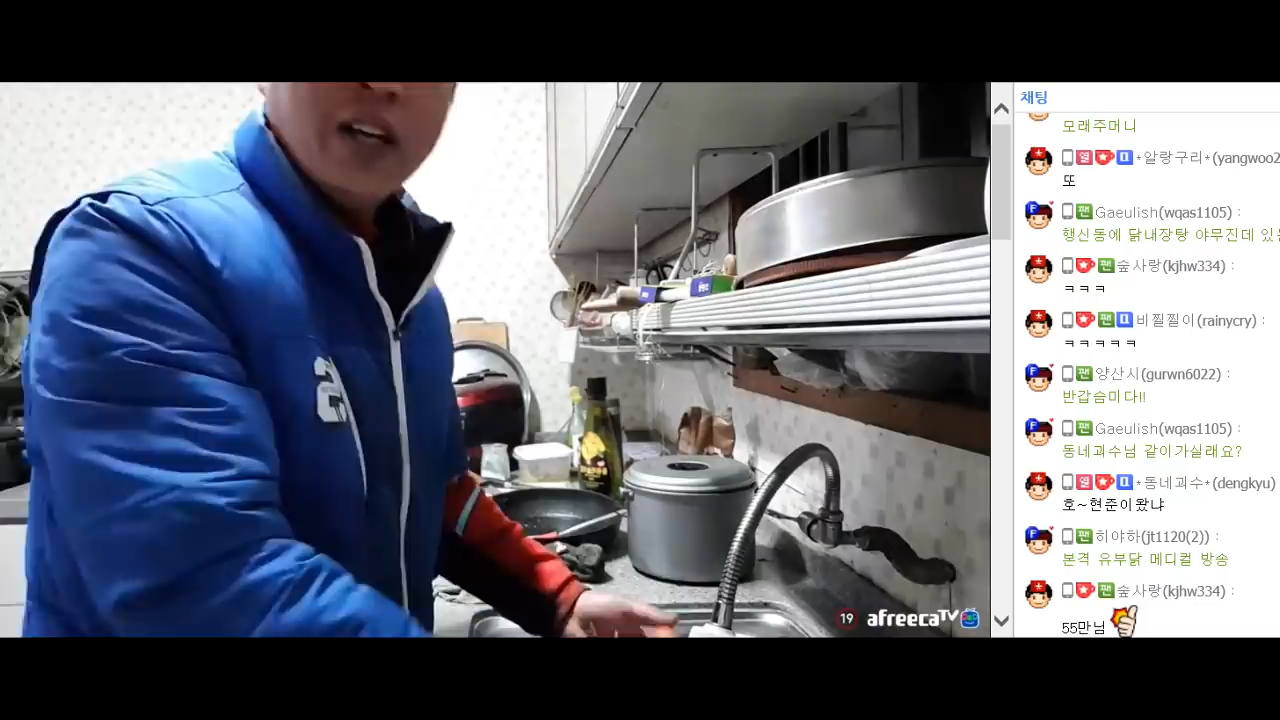 채팅
모래주머니
*알랑구리*(yangwoo2
또
Gaeulish(wqas1105) :
행신동에 닭내장탕 야무진데 있
숲사랑(kjhw334) :
ㅋㅋㅋ
비찔찔이(rainycry) :
ㅋㅋㅋㅋㅋ
양산시(gurwn6022) :
반갑슴미다!!
Gaeulish(wqas1105) :
동네괴수님 같이가실래요?
*동네괴수*(dengkyu)
호~현준이왔냐
히야하(jt1120(2)) :
본격 유부닭 메디컬 방송
숲사랑(kjhw334) :
55만님
19 afreecaTV